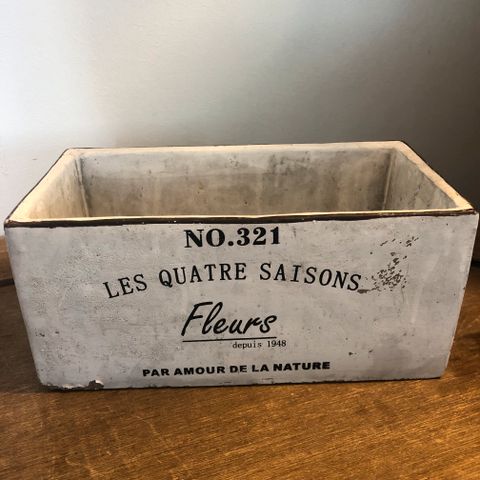 NO.321
LES QUATRE SAISONS
Fleurs
depuis 1948
PAR AMOUR DE LA NATURE